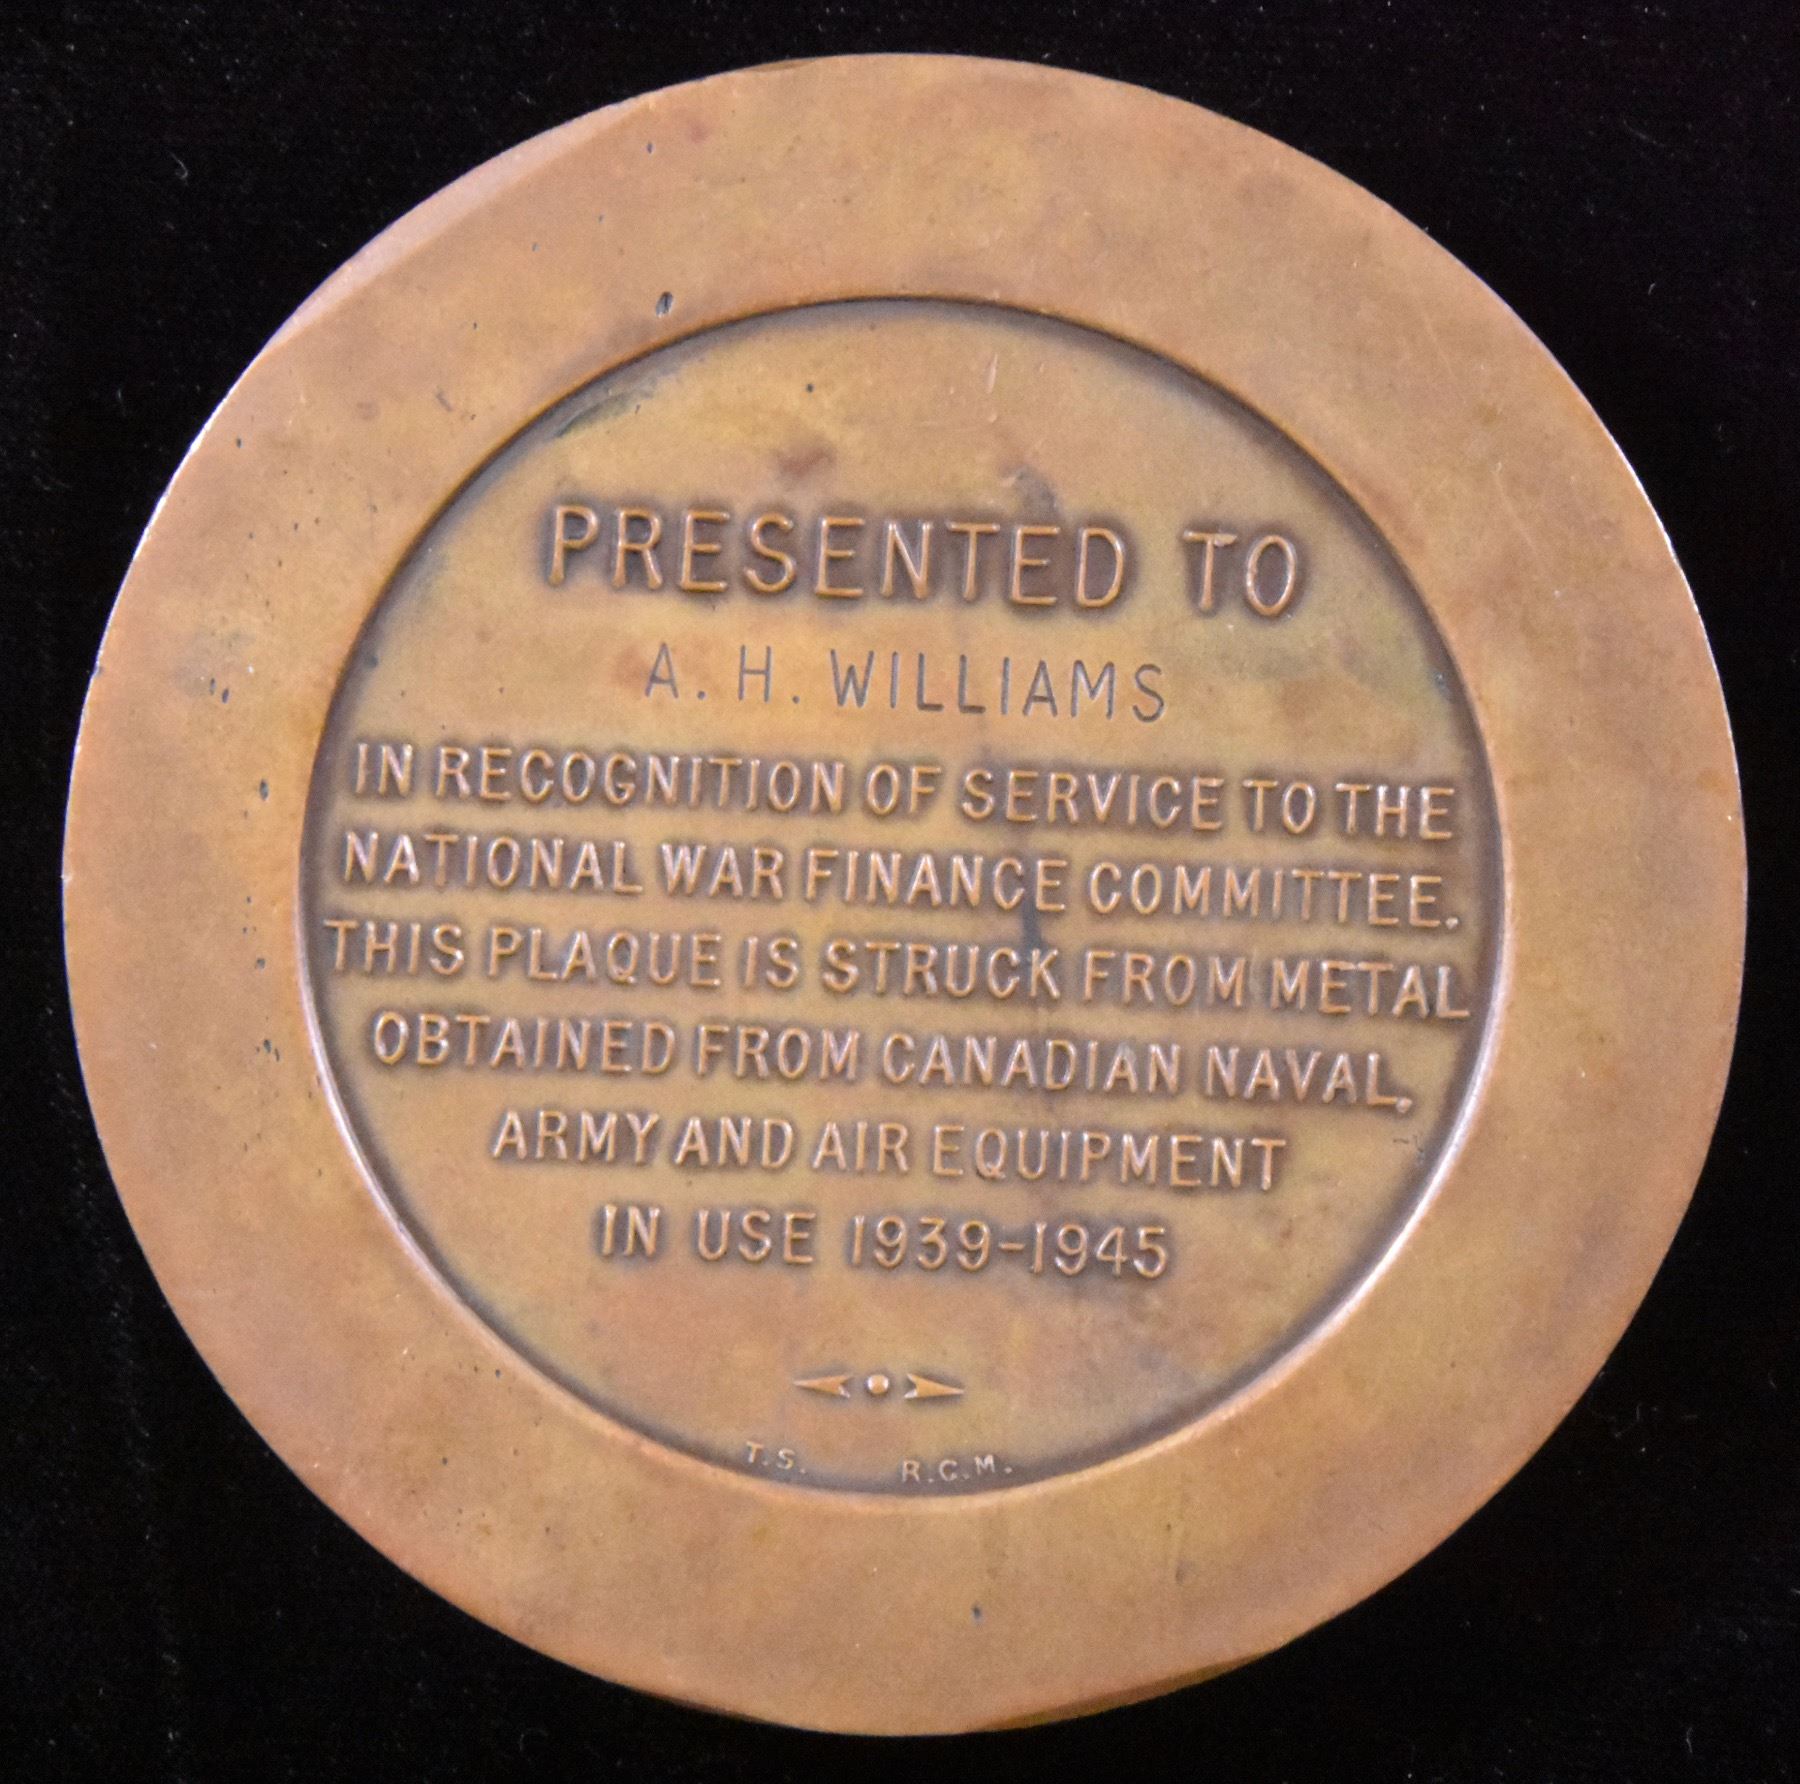 PRESENTED TO
A. H. WILLIAMS
IN RECOGNITION OF SERVICE TO THE
NATIONAL WAR FINANCE COMMITTEE.
THIS PLAQUE IS STRUCK FROM METAL
OBTAINED FROM CANADIAN NAVAL,
ARMY AND AIR EQUIPMENT
IN USE 1939-1945
T.S. R.C.M.